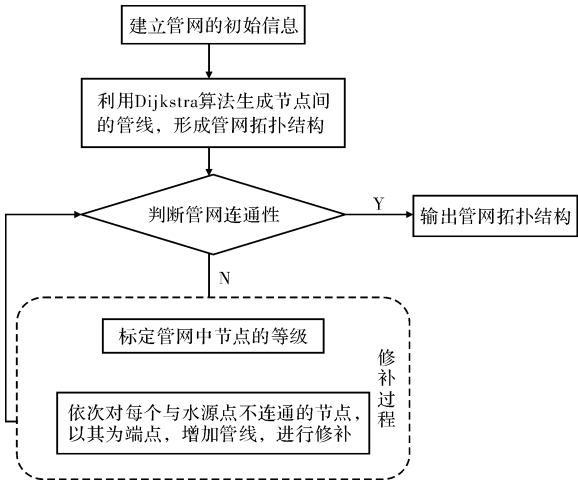 建立管网的初始信息
利用Dijkstra算法生成节点间
的管线，形成管网拓扑结构
判断管网连通性
Y
输出管网拓扑结构
N
标定管网中节点的等级
修补过程
依次对每个与水源点不连通的节点，
以其为端点，增加管线，进行修补